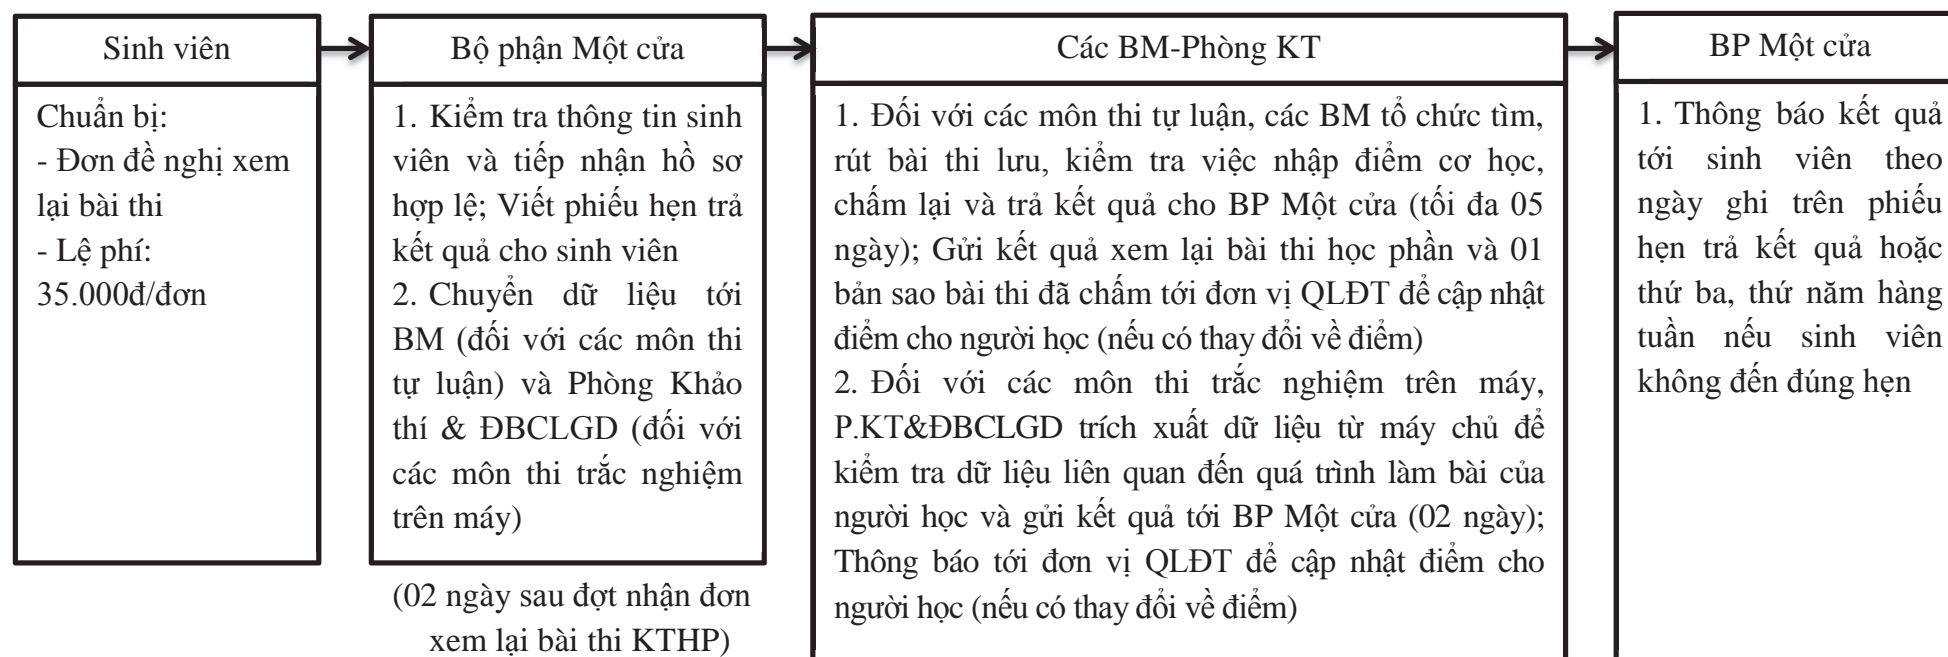 Sinh viên
Chuẩn bị:
- Đơn đề nghị xem
lại bài thi
- Lệ phí:
35.000đ/đơn
Bộ phận Một cửa
1. Kiểm tra thông tin sinh
viên và tiếp nhận hồ sơ
hợp lệ; Viết phiếu hẹn trả
kết quả cho sinh viên
2. Chuyển dữ liệu tới
BM (đối với các môn thi
tự luận) và Phòng Khảo
thí & ĐBCLGD (đối với
các môn thi trắc nghiệm
trên máy)
(02 ngày sau đợt nhận đơn
xem lại bài thi KTHP)
Các BM-Phòng KT
1. Đối với các môn thi tự luận, các BM tổ chức tìm,
rút bài thi lưu, kiểm tra việc nhập điểm cơ học,
chấm lại và trả kết quả cho BP Một cửa (tối đa 05
ngày); Gửi kết quả xem lại bài thi học phần và 01
bản sao bài thi đã chấm tới đơn vị QLĐT để cập nhật
điểm cho người học (nếu có thay đổi về điểm)
2. Đối với các môn thi trắc nghiệm trên máy,
P.KT&ĐBCLGD trích xuất dữ liệu từ máy chủ để
kiểm tra dữ liệu liên quan đến quá trình làm bài của
người học và gửi kết quả tới BP Một cửa (02 ngày);
Thông báo tới đơn vị QLĐT để cập nhật điểm cho
người học (nếu có thay đổi về điểm)
BP Một cửa
1. Thông báo kết quả
tới sinh viên theo
ngày ghi trên phiếu
hẹn trả kết quả hoặc
thứ ba, thứ năm hàng
tuần nếu sinh viên
không đến đúng hẹn